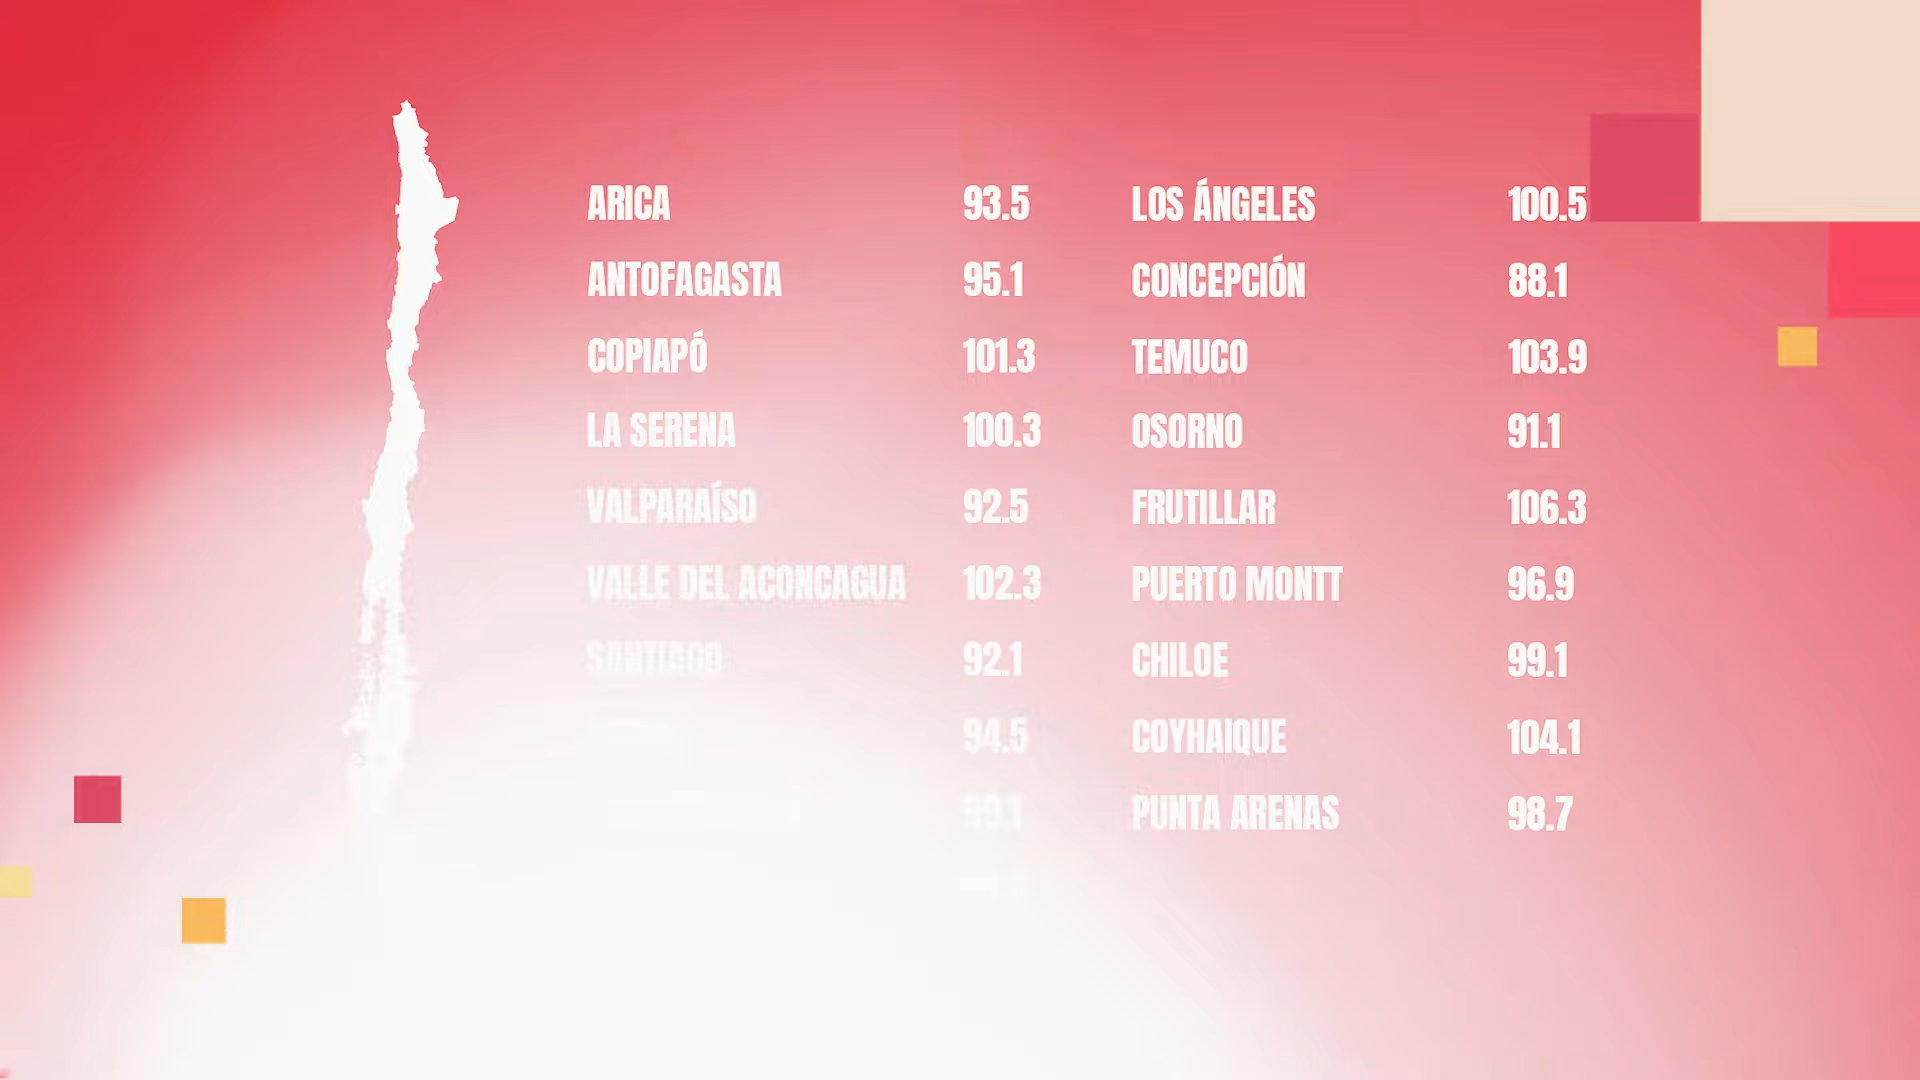 ARICA 93.5
ANTOFAGASTA 95.1
COPIAPÓ 101.3
LA SERENA 100.3
VALPARAÍSO 92.5
VALLE DEL ACONCAGUA 102.3
SANTIAGO 92.1
94.5
99.1
LOS ÁNGELES 100.5
CONCEPCIÓN 88.1
TEMUCO 103.9
OSORNO 91.1
FRUTILLAR 106.3
PUERTO MONTT 96.9
CHILOE 99.1
COYHAIQUE 104.1
PUNTA ARENAS 98.7